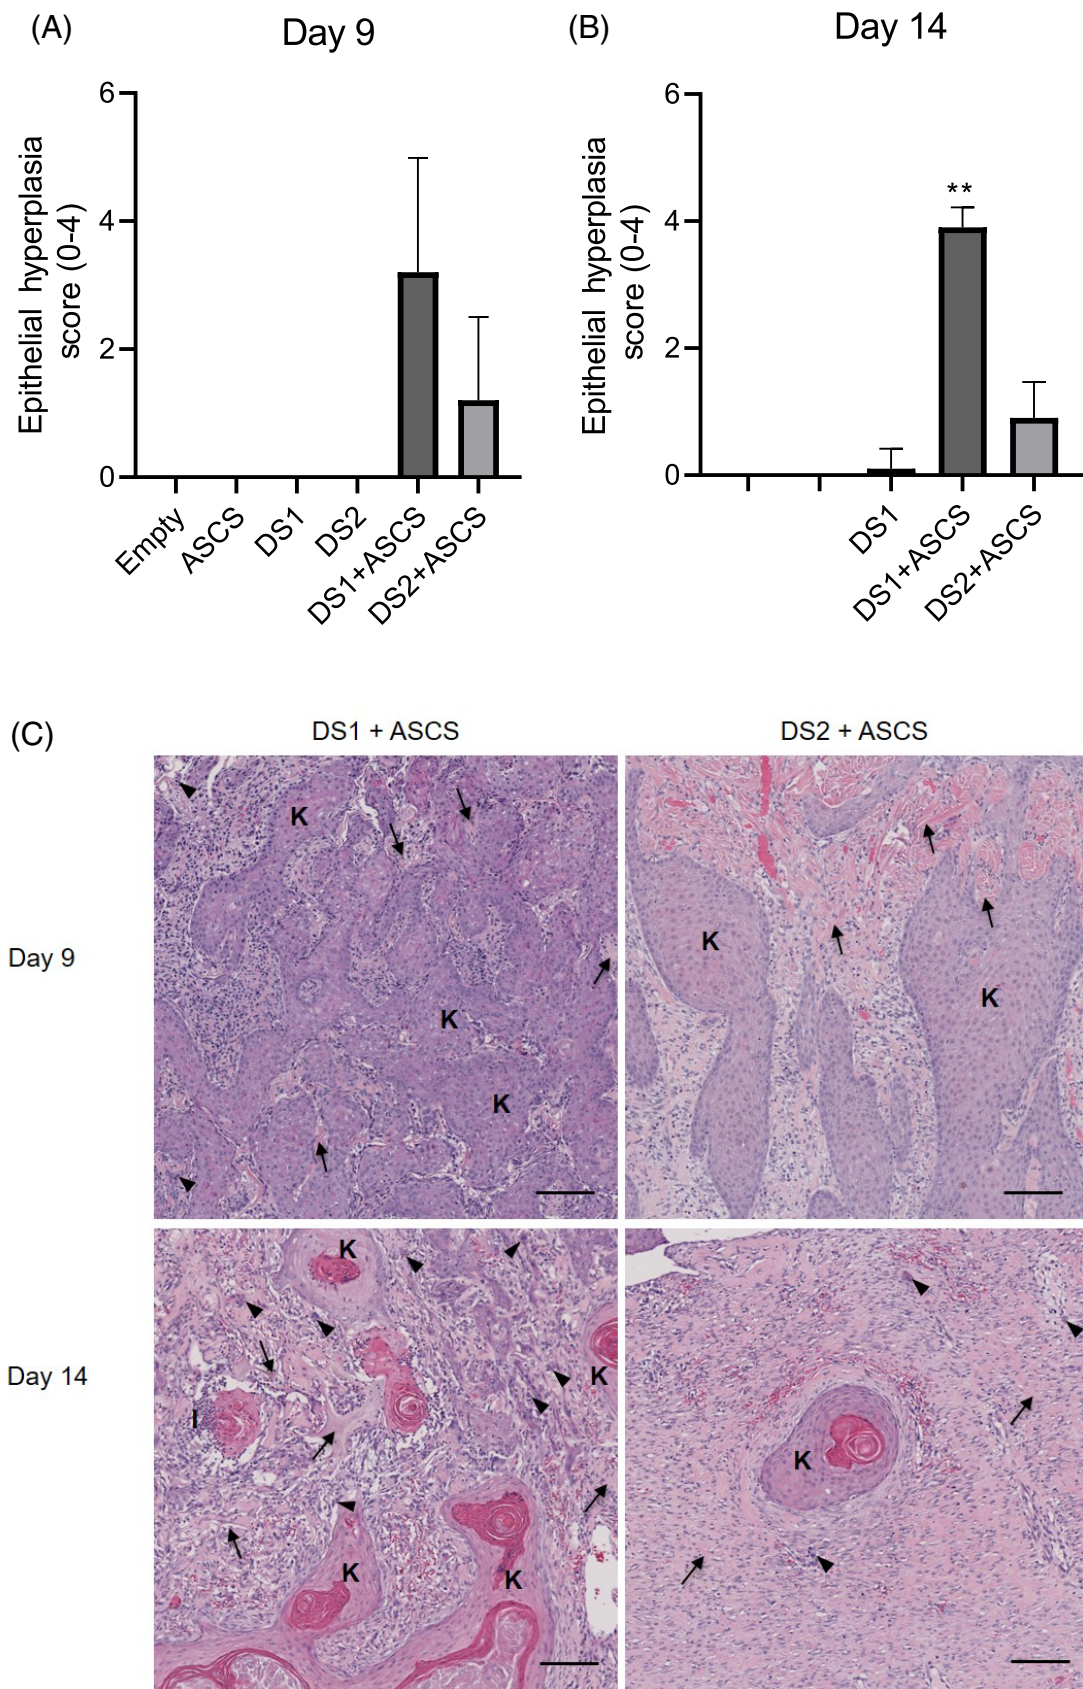 (A)
Day 9
Epithelial hyperplasia
score (0-4)
6
4
2
0
Empty
ASCS
DS1
DS2
DS1+ASCS
DS2+ASCS
(B)
Day 14
Epithelial hyperplasia
score (0-4)
6
4
2
0
**
DS1
DS1+ASCS
DS2+ASCS
(C)
DS1 + ASCS
DS2 + ASCS
Day 9
K
K
K
K
K
Day 14
K
K
I
K
K
K